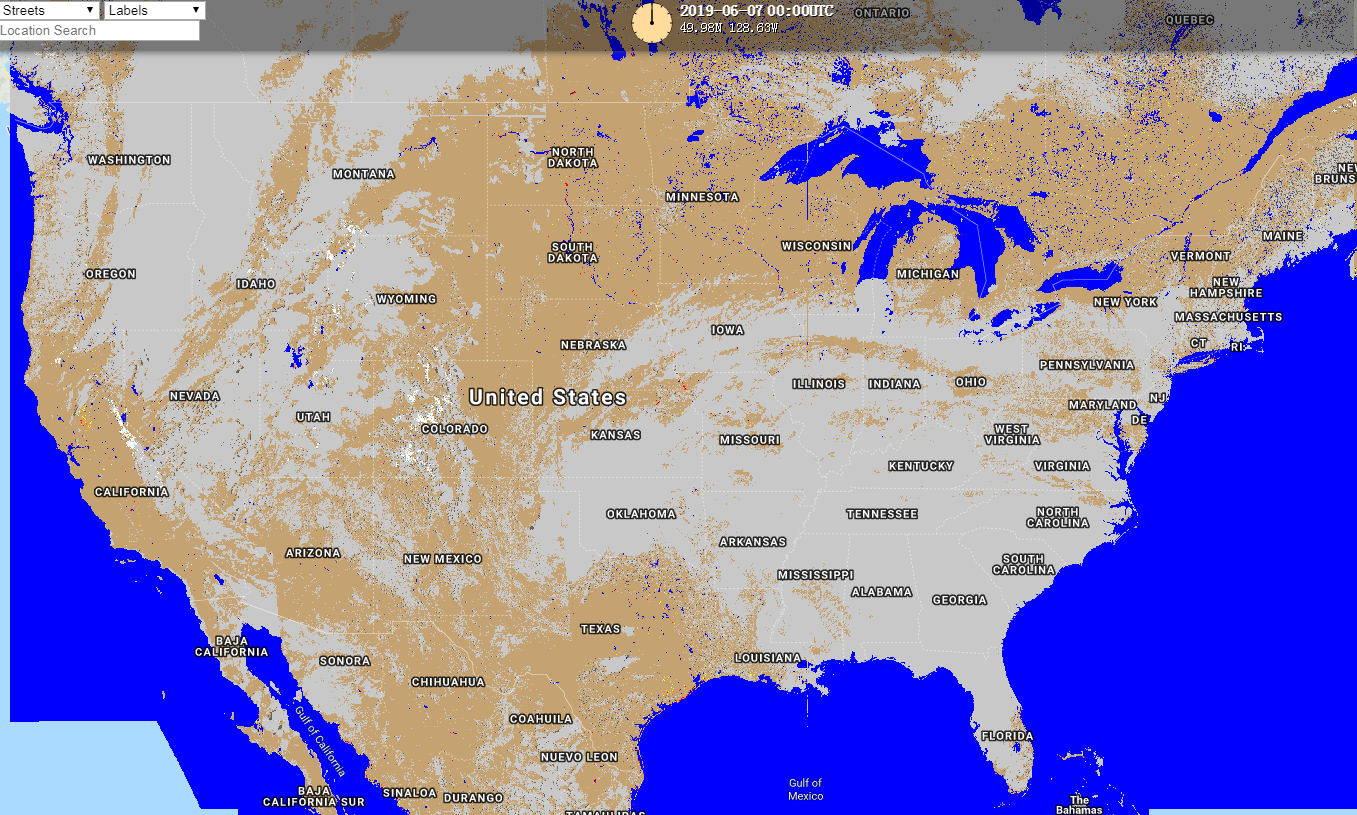 Streets
Labels
Location Search
2019-06-07 00:00UTC
49.98N 128.63W
ONTARIO
QUEBEC
WASHINGTON
MONTANA
NORTH
DAKOTA
MINNESOTA
NEW
BRUNS
OREGON
IDAHO
WYOMING
SOUTH
DAKOTA
WISCONSIN
MICHIGAN
MAINE
VERMONT
NEW
HAMPSHIRE
NEW YORK
MASSACHUSETTS
IOWA
NEBRASKA
CT
RI
PENNSYLVANIA
NEVADA
UTAH
United States
COLORADO
KANSAS
ILLINOIS
INDIANA
OHIO
MARYLAND
NJ
DE
MISSOURI
WEST
VIRGINIA
KENTUCKY
VIRGINIA
CALIFORNIA
OKLAHOMA
TENNESSEE
NORTH
CAROLINA
ARIZONA
NEW MEXICO
ARKANSAS
SOUTH
CAROLINA
MISSISSIPPI
ALABAMA
GEORGIA
TEXAS
LOUISIANA
BAJA
CALIFORNIA
SONORA
CHIHUAHUA
COAHUILA
Gulf of California
NUEVO LEON
FLORIDA
Gulf of
Mexico
BAJA
CALIFORNIA SUR
SINALOA
DURANGO
TAMAULIPAS
The
Bahamas